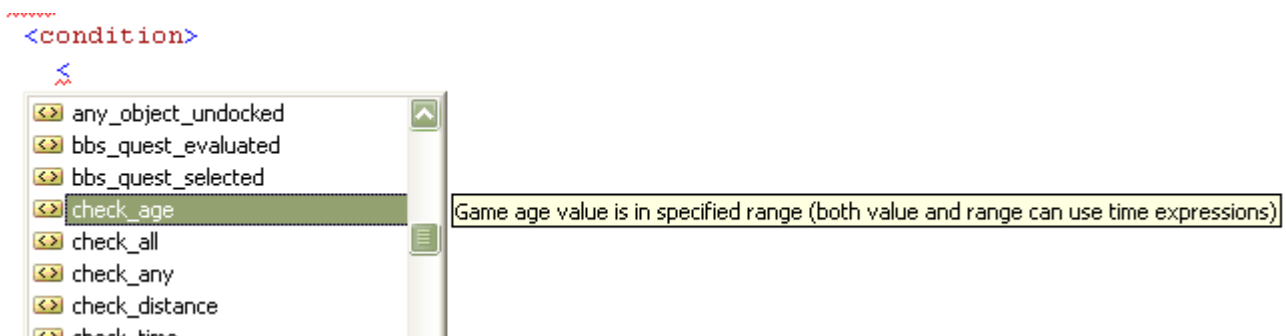 <condition>
<
any_object_undocked
bbs_quest_evaluated
bbs_quest_selected
check_age
Game age value is in specified range (both value and range can use time expressions)
check_all
check_any
check_distance
check_time